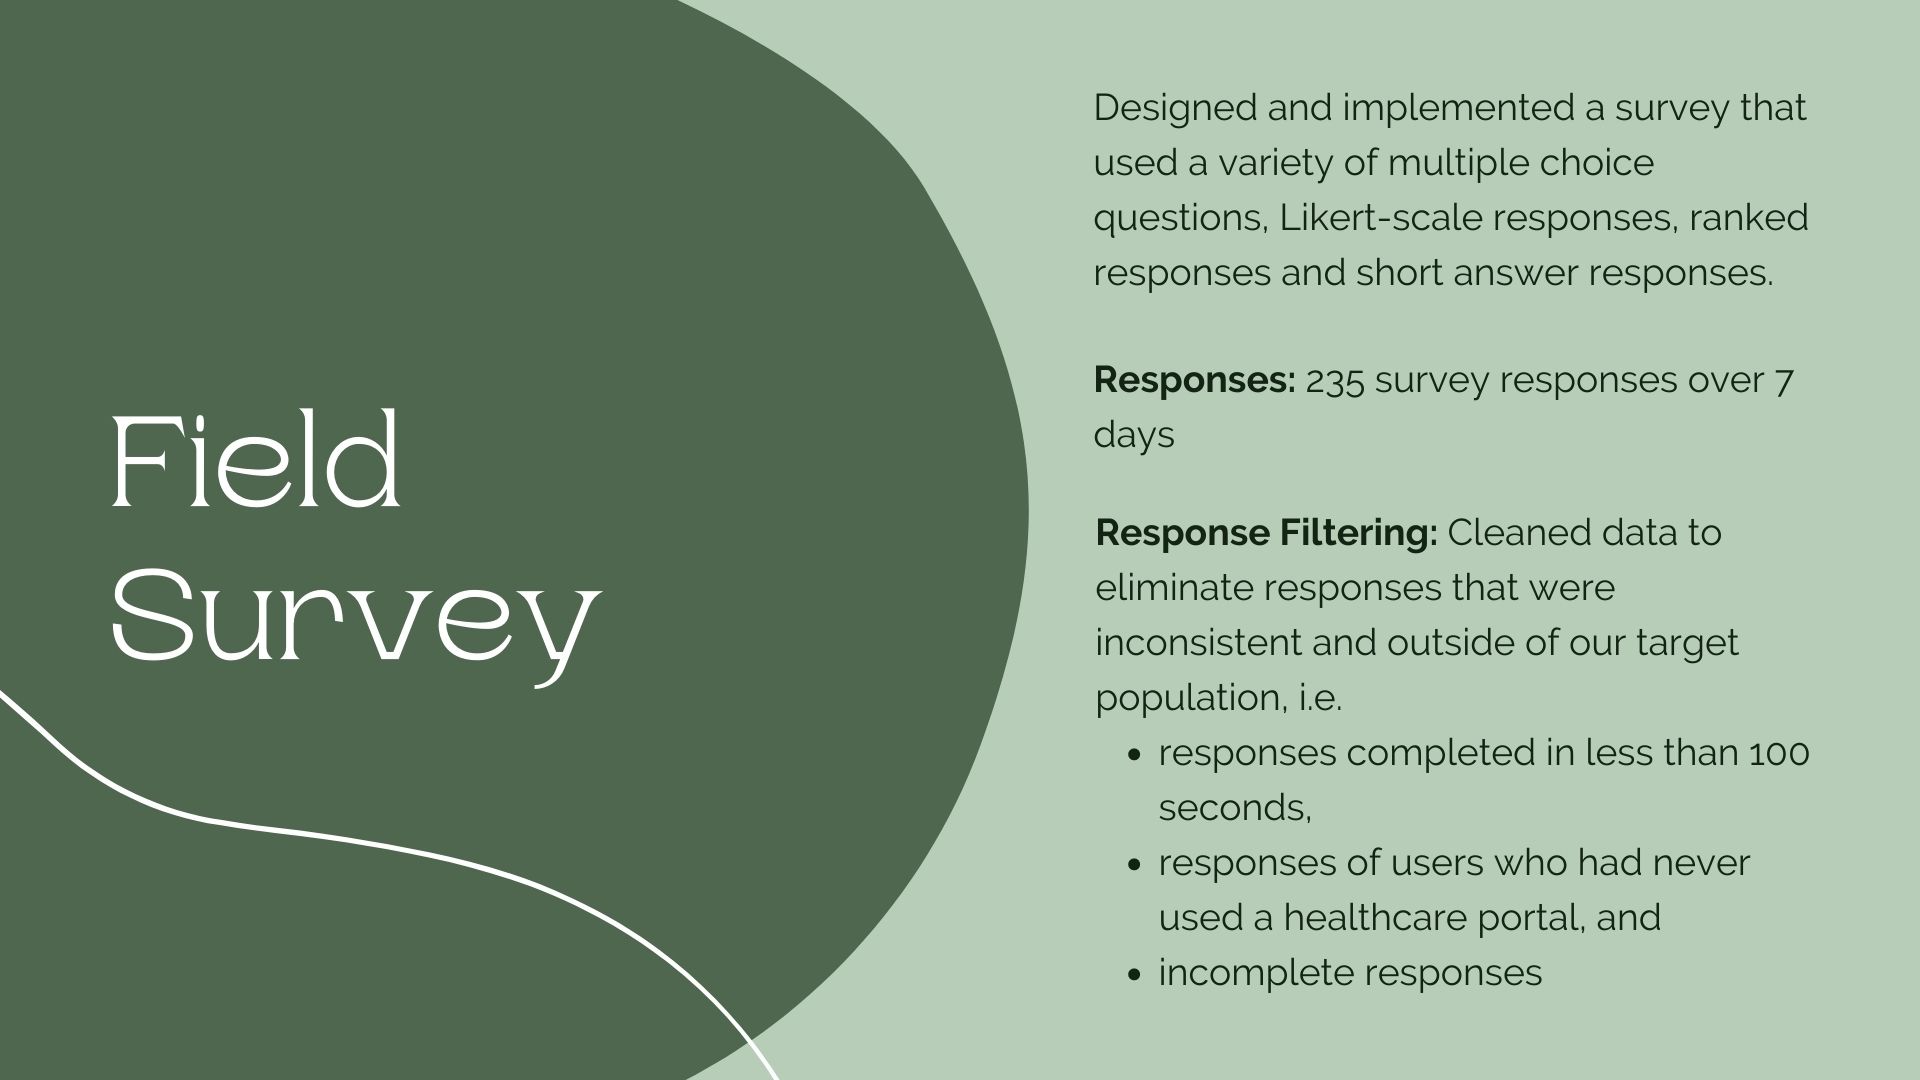 Field
Survey
Designed and implemented a survey that
used a variety of multiple choice
questions, Likert-scale responses, ranked
responses and short answer responses.
Responses: 235 survey responses over 7
days
Response Filtering: Cleaned data to
eliminate responses that were
inconsistent and outside of our target
population, i.e.
• responses completed in less than 100
seconds,
• responses of users who had never
used a healthcare portal, and
• incomplete responses